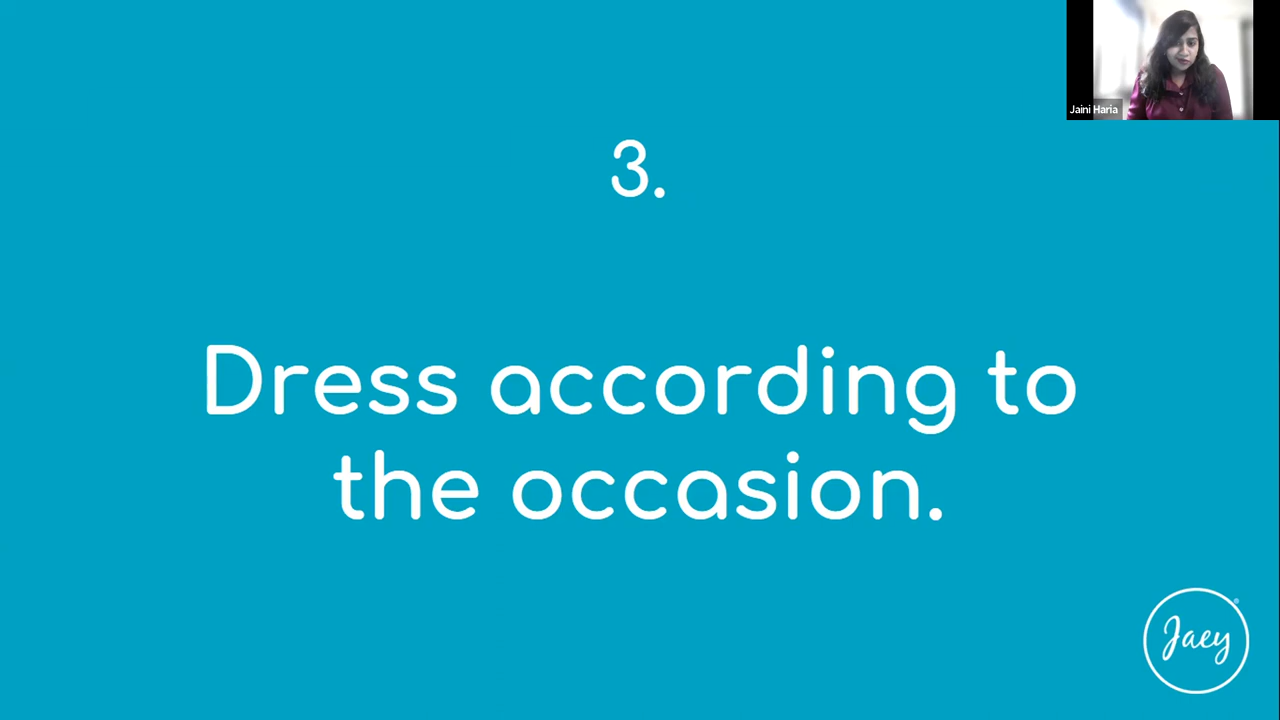 Jaini Haria
3.
Dress according to
the occasion.
Jaey